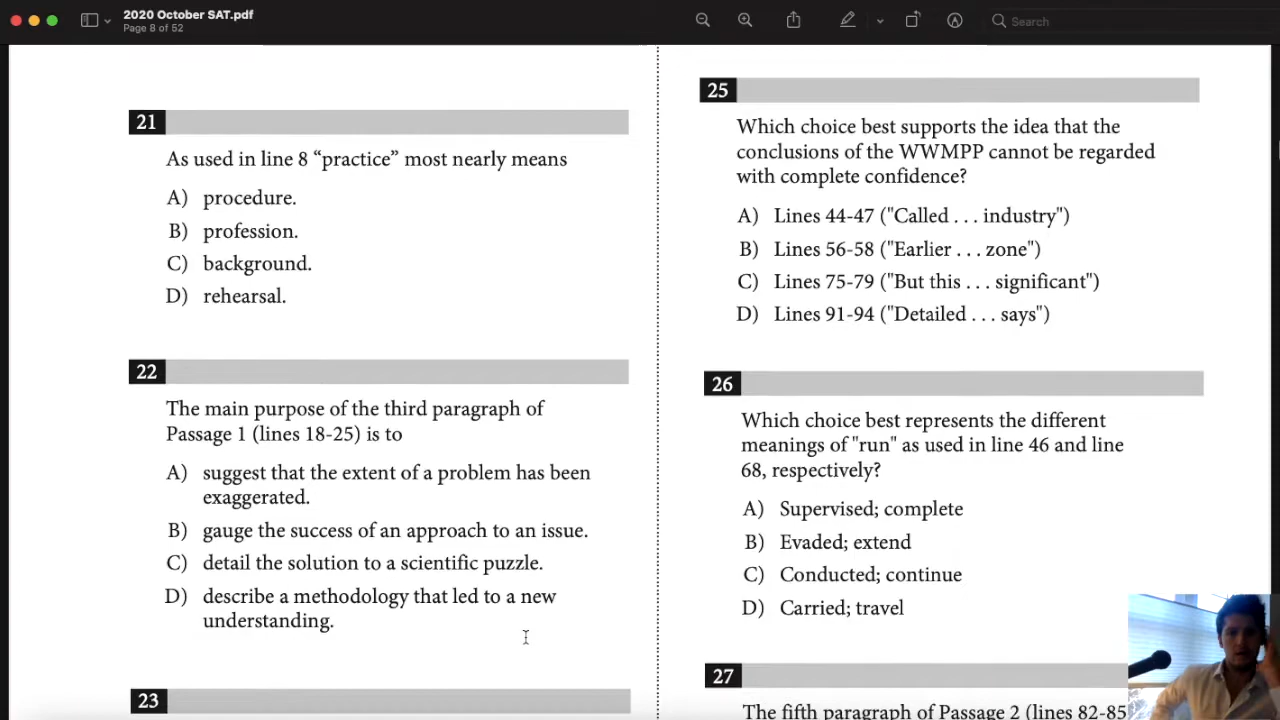 2020 October SAT.pdf
Page 8 of 52
Search
21
As used in line 8 “practice” most nearly means
A) procedure.
B) profession.
C) background.
D) rehearsal.
22
The main purpose of the third paragraph of
Passage 1 (lines 18-25) is to
A) suggest that the extent of a problem has been
exaggerated.
B) gauge the success of an approach to an issue.
C) detail the solution to a scientific puzzle.
D) describe a methodology that led to a new
understanding.
23
25
Which choice best supports the idea that the
conclusions of the WWMPP cannot be regarded
with complete confidence?
A) Lines 44-47 ("Called . . . industry")
B) Lines 56-58 ("Earlier . . . zone")
C) Lines 75-79 ("But this . . . significant")
D) Lines 91-94 ("Detailed . . . says")
26
Which choice best represents the different
meanings of "run" as used in line 46 and line
68, respectively?
A) Supervised; complete
B) Evaded; extend
C) Conducted; continue
D) Carried; travel
27
The fifth paragraph of Passage 2 (lines 82-85